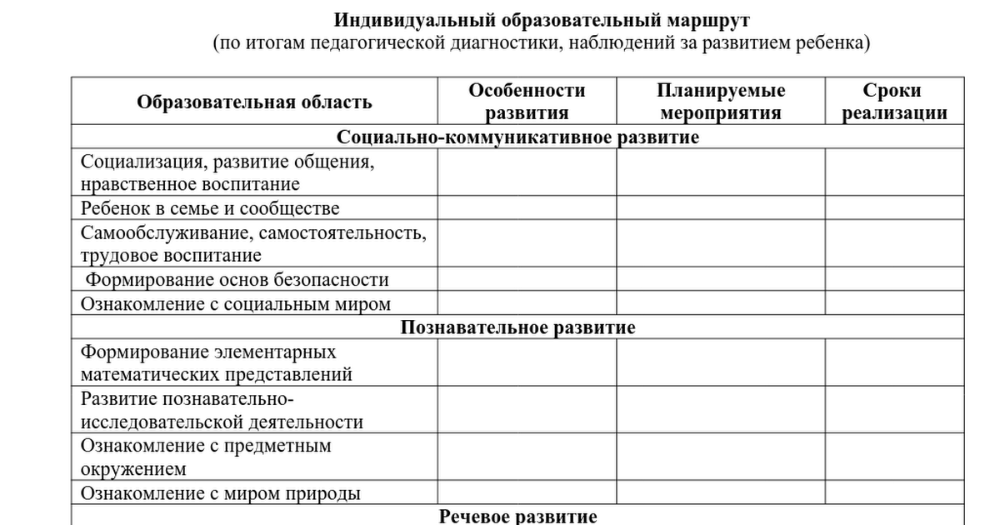 Индивидуальный образовательный маршрут
(по итогам педагогической диагностики, наблюдений за развитием ребенка)
Образовательная область
Особенности
развития
Планируемые
мероприятия
Сроки
реализации
Социально-коммуникативное развитие
Социализация, развитие общения,
нравственное воспитание
Ребенок в семье и сообществе
Самообслуживание, самостоятельность,
трудовое воспитание
Формирование основ безопасности
Ознакомление с социальным миром
Познавательное развитие
Формирование элементарных
математических представлений
Развитие познавательно-
исследовательской деятельности
Ознакомление с предметным
окружением
Ознакомление с миром природы
Речевое развитие